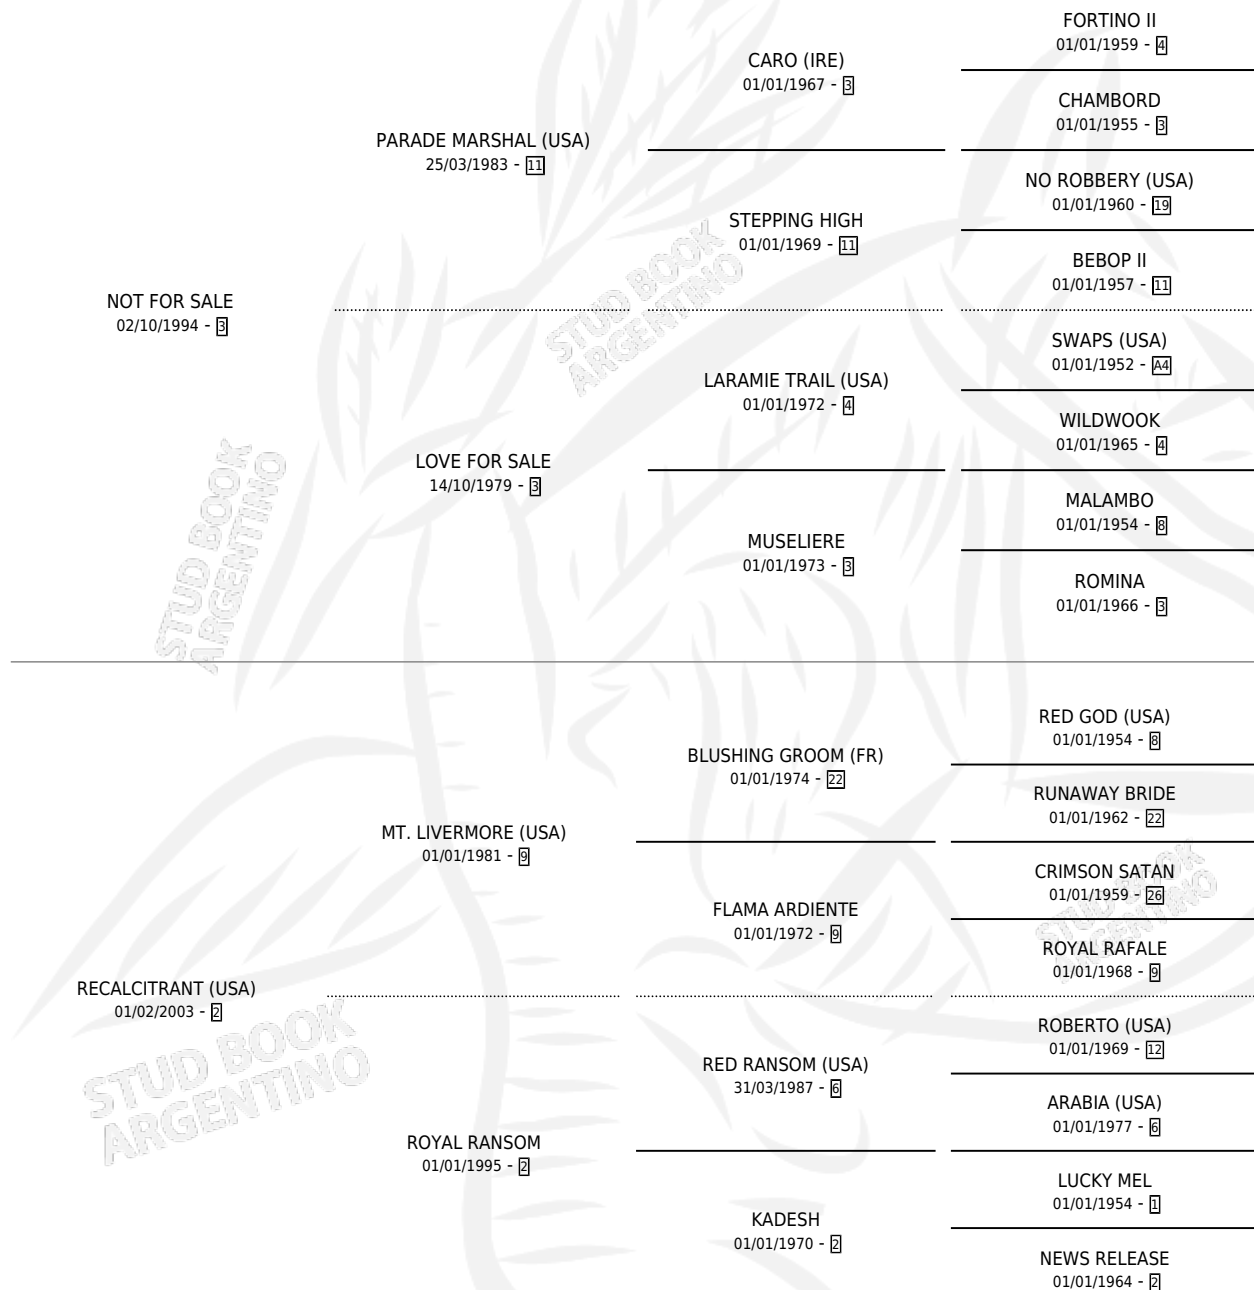 FORTINO II
01/01/1959 - 4
CARO (IRE)
01/01/1967 - 3
CHAMBORD
01/01/1955 - 3
PARADE MARSHAL (USA)
25/03/1983 - 11
NO ROBBERY (USA)
01/01/1960 - 19
STEPPING HIGH
01/01/1969 - 11
BEBOP II
01/01/1957 - 11
NOT FOR SALE
02/10/1994 - 3
SWAPS (USA)
01/01/1952 - A4
LARAMIE TRAIL (USA)
01/01/1972 - 4
WILDWOOK
01/01/1965 - 4
LOVE FOR SALE
14/10/1979 - 3
MALAMBO
01/01/1954 - 8
MUSELIERE
01/01/1973 - 3
ROMINA
01/01/1966 - 3
STUD BOOK
ARGENTINO
STUD BOOK
ARGENTINO
RED GOD (USA)
01/01/1954 - 8
BLUSHING GROOM (FR)
01/01/1974 - 22
RUNAWAY BRIDE
01/01/1962 - 22
MT. LIVERMORE (USA)
01/01/1981 - 9
CRIMSON SATAN
01/01/1959 - 26
FLAMA ARDIENTE
01/01/1972 - 9
ROYAL RAFALE
01/01/1968 - 9
RECALCITRANT (USA)
01/02/2003 - 2
ROBERTO (USA)
01/01/1969 - 12
RED RANSOM (USA)
31/03/1987 - 6
ARABIA (USA)
01/01/1977 - 6
ROYAL RANSOM
01/01/1995 - 2
LUCKY MEL
01/01/1954 - 1
KADESH
01/01/1970 - 2
NEWS RELEASE
01/01/1964 - 2
STUD BOOK
ARGENTINO
STUD BOOK
ARGENTINO